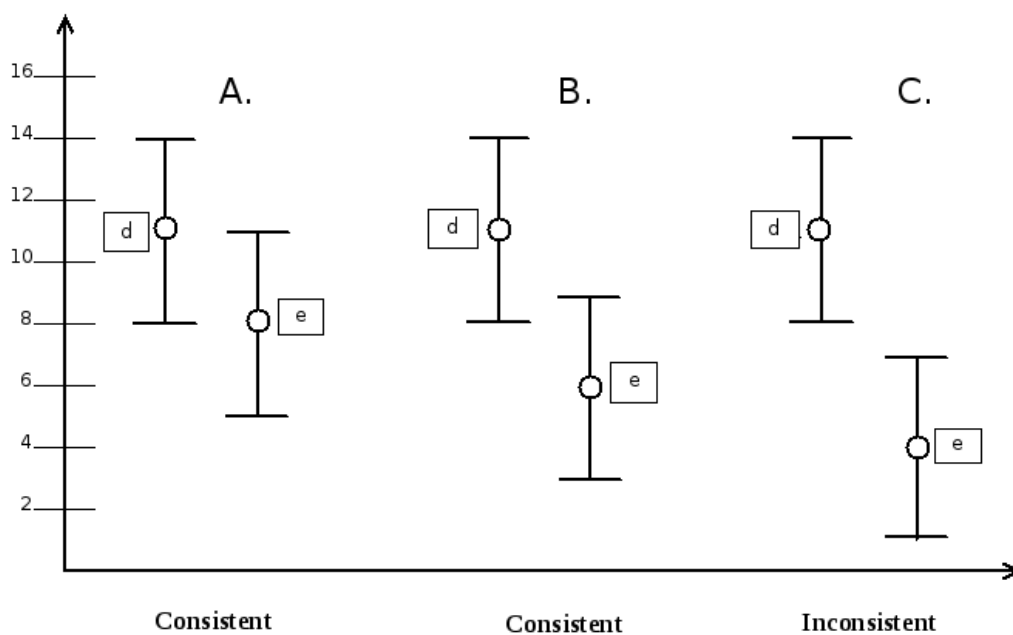 16
A.
B.
C.
14
12
d
d
d
10
8
e
6
e
4
e
2
Consistent
Consistent
Inconsistent